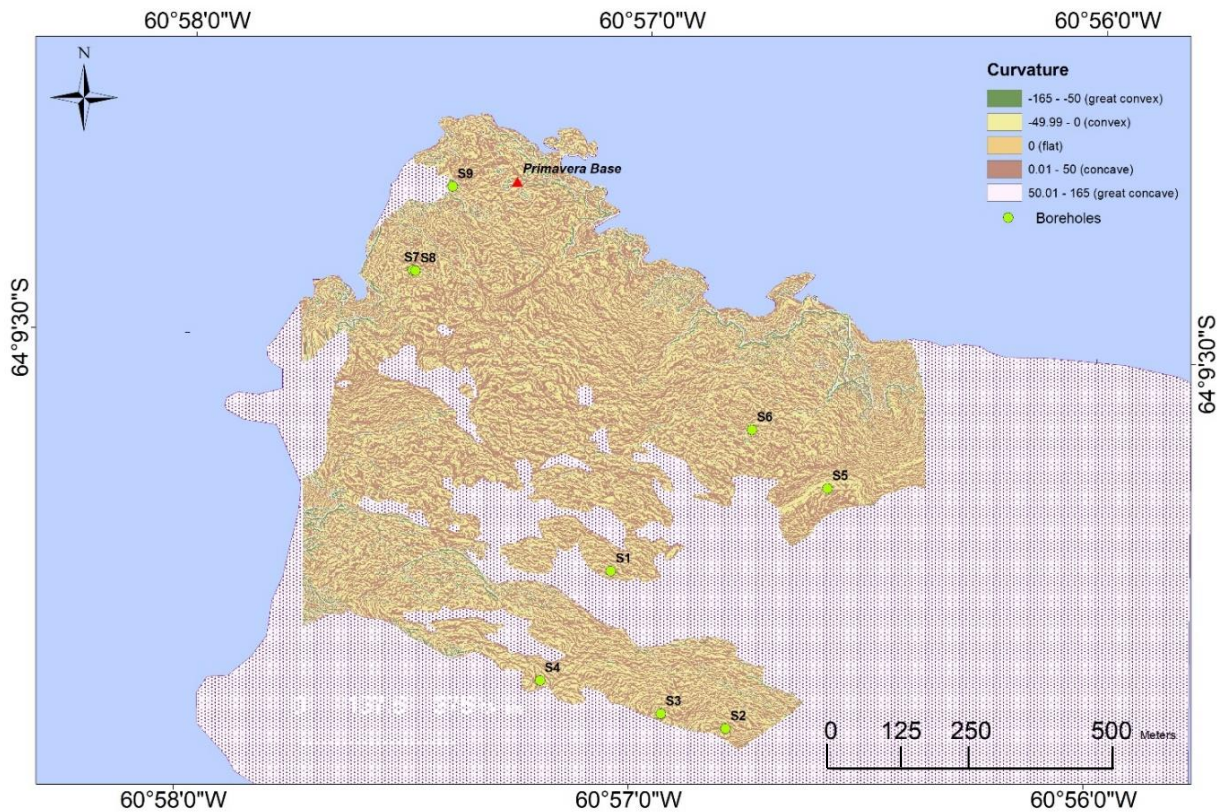 60°58'0"W 60°57'0"W 60°56'0"W
N
Curvature
-165 - -50 (great convex)
-49.99 - 0 (convex)
0 (flat)
0.01 - 50 (concave)
50.01 - 165 (great concave)
Boreholes
Primavera Base
S9
S7 S8
64°9'30"S
64°9'30"S
S6
S5
S1
S4
S3
S2
0 125 250 500 Meters
60°58'0"W 60°57'0"W 60°56'0"W